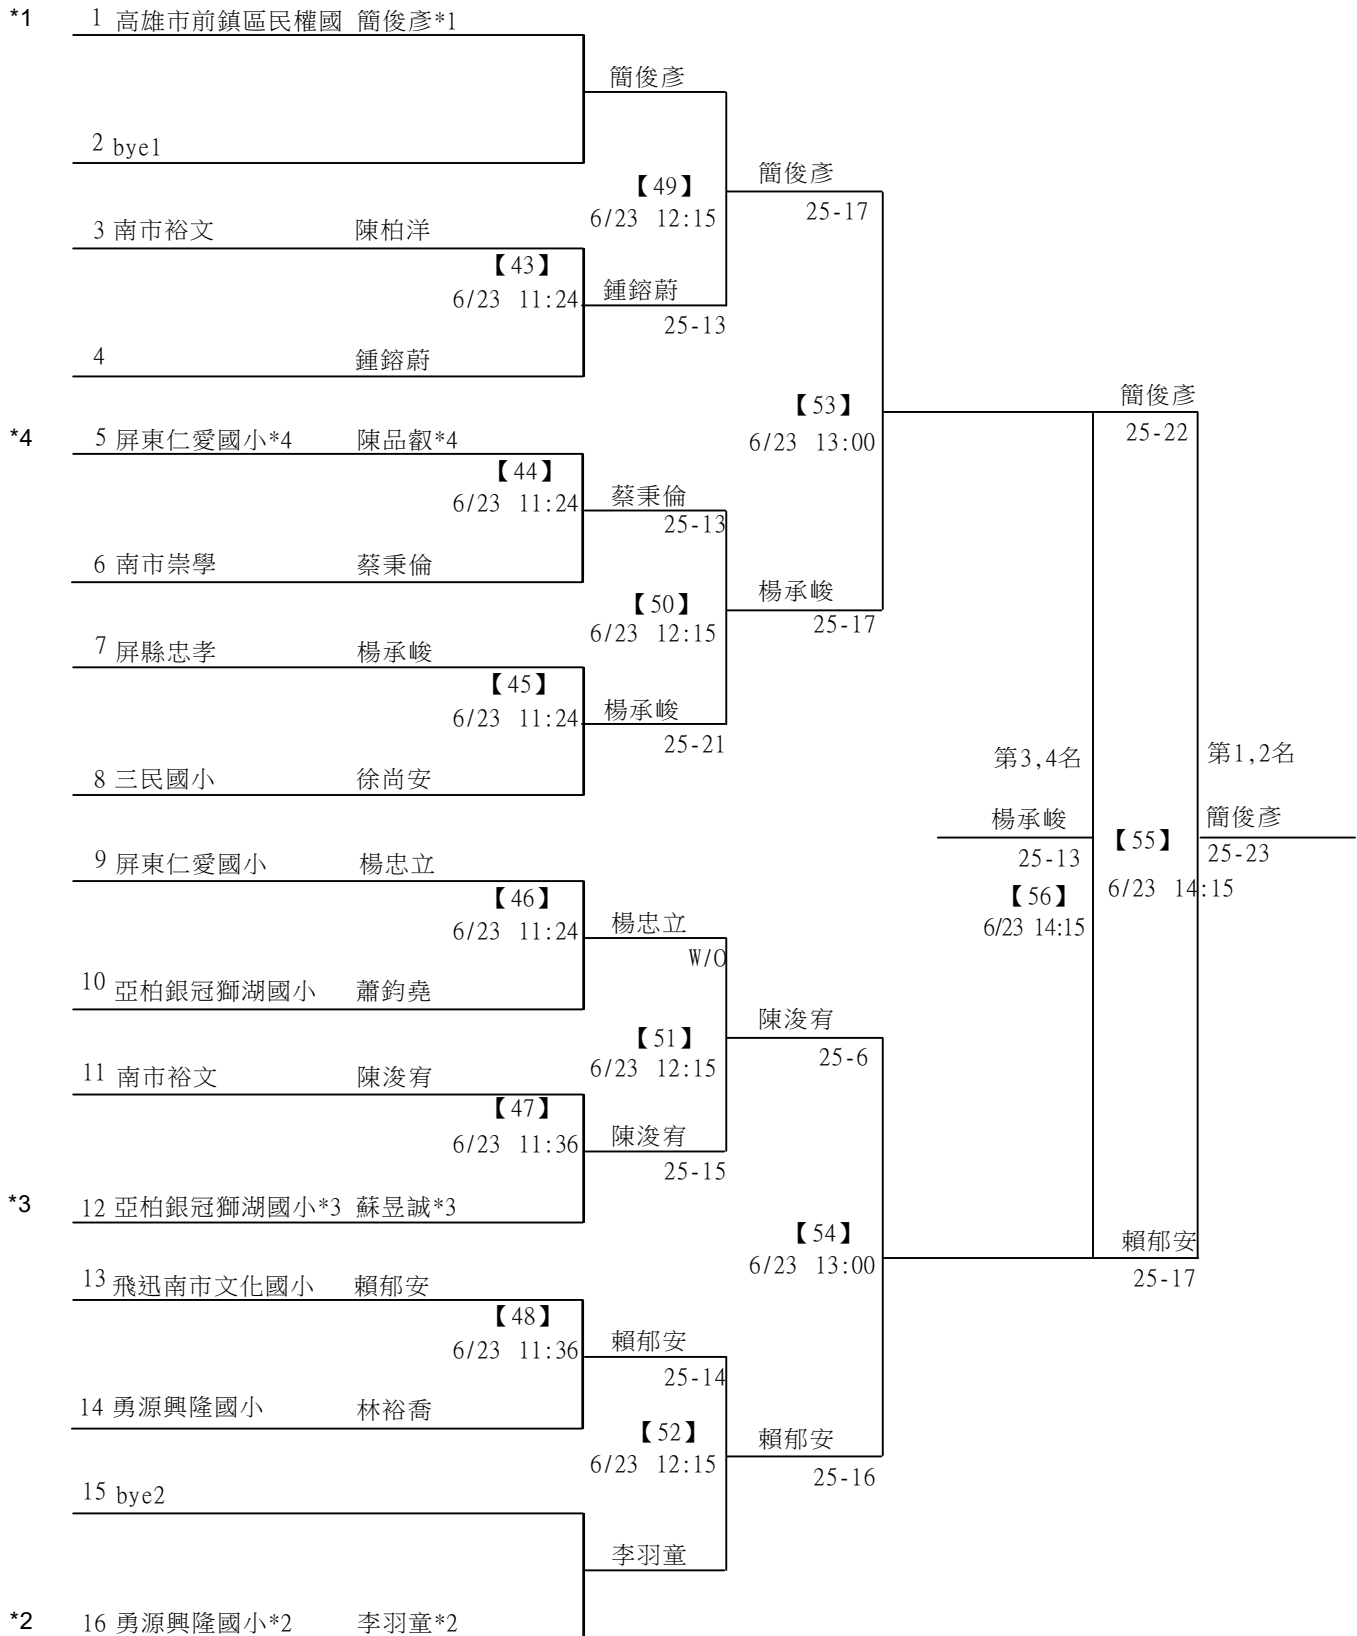 *1 1 高雄市前鎮區民權國 簡俊彥*1
簡俊彥
2 bye1
簡俊彥
【49】
25-17
6/23 12:15
3 南市裕文 陳柏洋
【43】
6/23 11:24
鍾鎔蔚
25-13
4 鍾鎔蔚
簡俊彥
【53】
25-22
*4 5 屏東仁愛國小*4 陳品叡*4
6/23 13:00
【44】
6/23 11:24
蔡秉倫
25-13
6 南市崇學 蔡秉倫
楊承峻
【50】
25-17
6/23 12:15
7 屏縣忠孝 楊承峻
【45】
6/23 11:24
楊承峻
25-21
第3,4名
第1,2名
8 三民國小 徐尚安
楊承峻
簡俊彥
【55】
25-13
25-23
9 屏東仁愛國小 楊忠立
【46】
【56】
6/23 14:15
6/23 11:24
楊忠立
6/23 14:15
W/O
10 亞柏銀冠獅湖國小 蕭鈞堯
陳浚宥
【51】
25-6
6/23 12:15
11 南市裕文 陳浚宥
【47】
6/23 11:36
陳浚宥
25-15
*3 12 亞柏銀冠獅湖國小*3 蘇昱誠*3
【54】
賴郁安
6/23 13:00
25-17
13 飛迅南市文化國小 賴郁安
【48】
6/23 11:36
賴郁安
25-14
14 勇源興隆國小 林裕喬
【52】
賴郁安
6/23 12:15
25-16
15 bye2
李羽童
*2 16 勇源興隆國小*2 李羽童*2